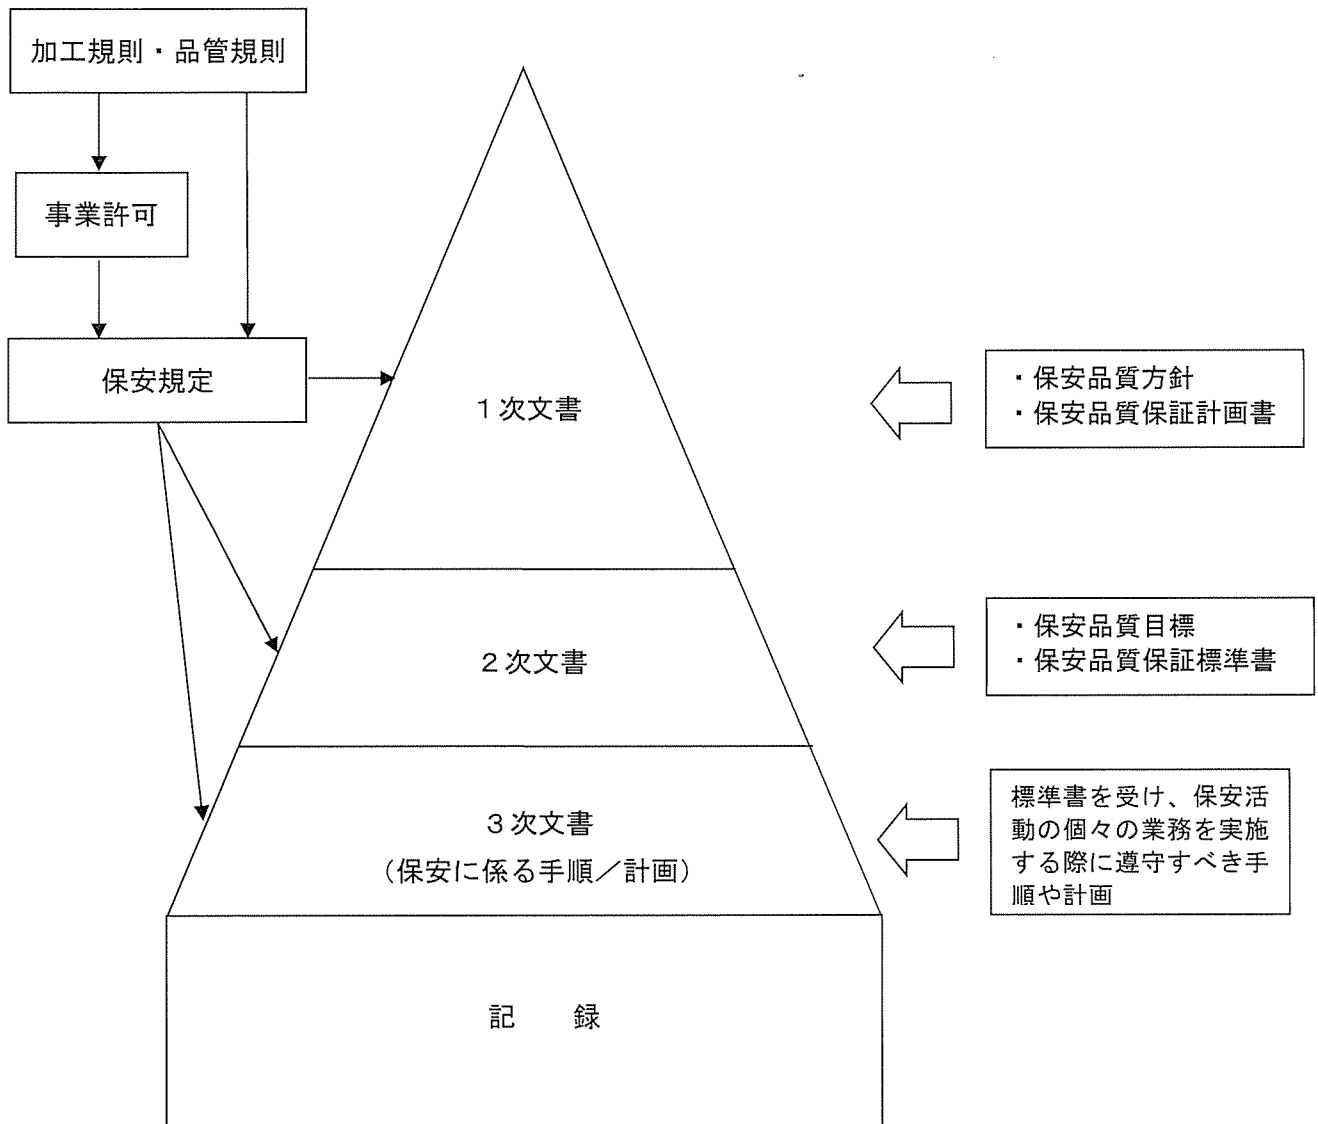 加工規則・品管規則
事業許可
保安規定
１次文書
・保安品質方針
・保安品質保証計画書
２次文書
・保安品質目標
・保安品質保証標準書
３次文書
（保安に係る手順／計画）
標準書を受け、保安活
動の個々の業務を実施
する際に遵守すべき手
順や計画
記　　録